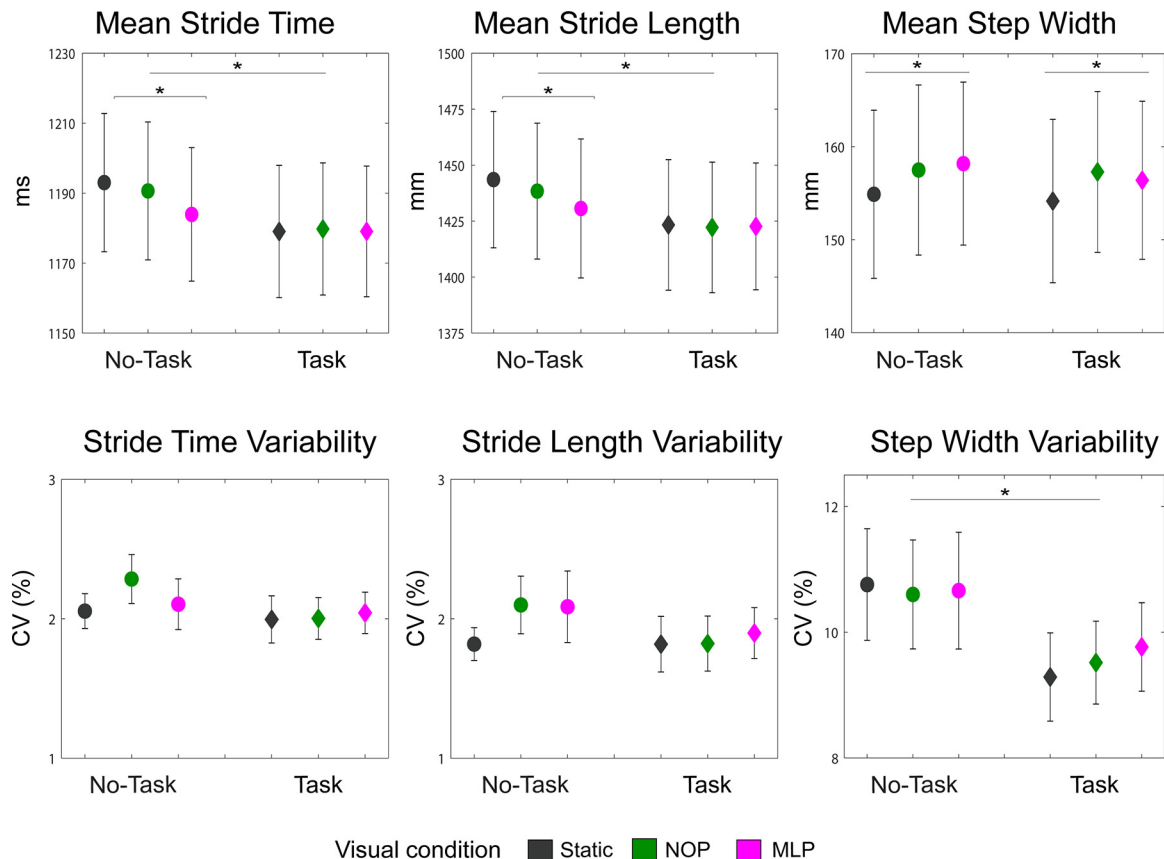 Mean Stride Time
Mean Stride Length
Mean Step Width
1230
1210
1190
1170
1150
ms
*
*
No-Task
Task
1500
1475
1450
1425
1400
1375
mm
*
*
No-Task
Task
170
160
150
140
mm
*
*
No-Task
Task
Stride Time Variability
Stride Length Variability
Step Width Variability
3
2
1
CV (%)
No-Task
Task
3
2
1
CV (%)
No-Task
Task
12
10
8
CV (%)
*
No-Task
Task
Visual condition Static NOP MLP